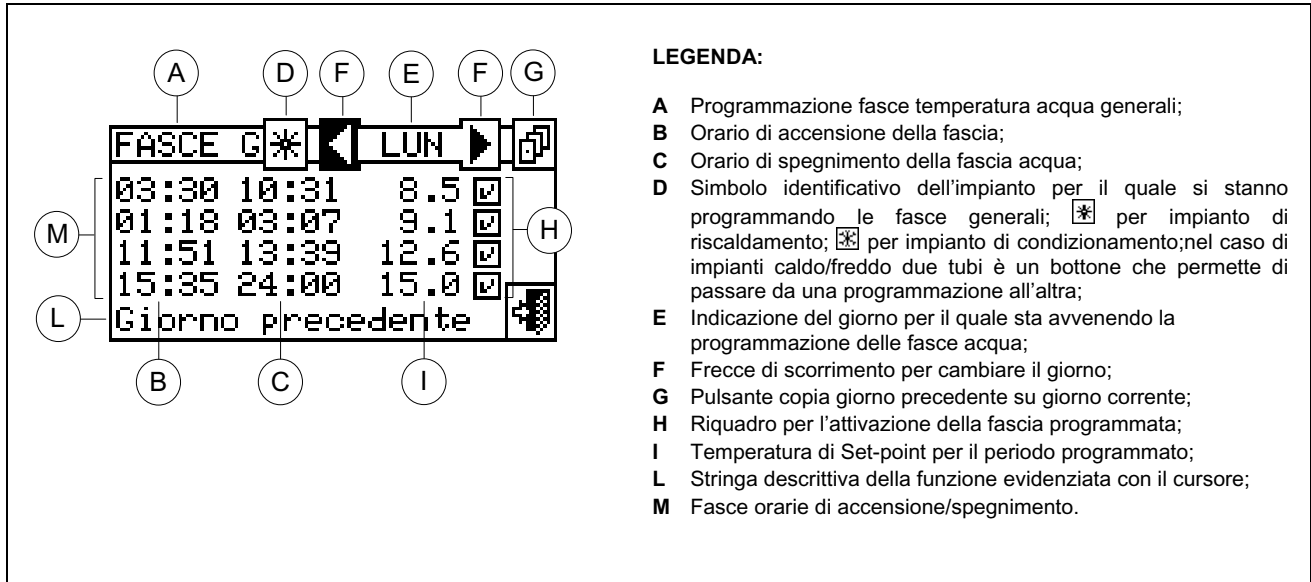 A D F E F G
FASCE G LUN
03:30 10:31 8.5
01:18 03:07 9.1
11:51 13:39 12.6
15:35 24:00 15.0
Giorno precedente
M
H
L
B C I
LEGENDA:
A Programmazione fasce temperatura acqua generali;
B Orario di accensione della fascia;
C Orario di spegnimento della fascia acqua;
D Simbolo identificativo dell'impianto per il quale si stanno
programmando le fasce generali; per impianto di
riscaldamento; per impianto di condizionamento;nel caso di
impianti caldo/freddo due tubi è un bottone che permette di
passare da una programmazione all'altra;
E Indicazione del giorno per il quale sta avvenendo la
programmazione delle fasce acqua;
F Frecce di scorrimento per cambiare il giorno;
G Pulsante copia giorno precedente su giorno corrente;
H Riquadro per l'attivazione della fascia programmata;
I Temperatura di Set-point per il periodo programmato;
L Stringa descrittiva della funzione evidenziata con il cursore;
M Fasce orarie di accensione/spegnimento.